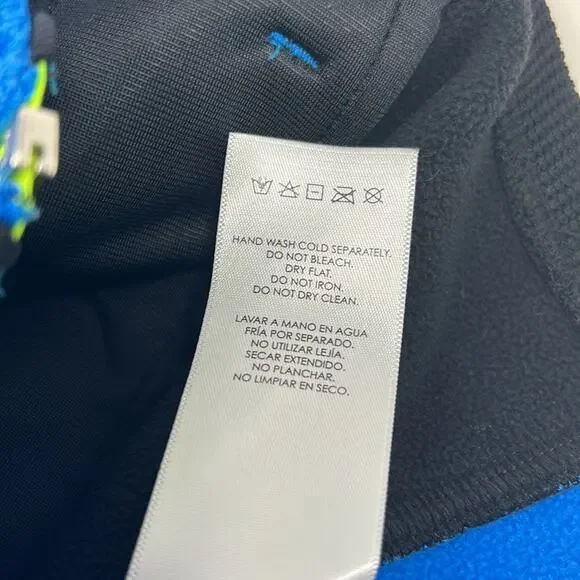 HAND WASH COLD SEPARATELY.
DO NOT BLEACH.
DRY FLAT.
DO NOT IRON.
DO NOT DRY CLEAN.
LAVAR A MANO EN AGUA
FRÍA POR SEPARADO.
NO UTILIZAR LEJÍA.
SECAR EXTENDIDO.
NO PLANCHAR.
NO LIMPIAR EN SECO.